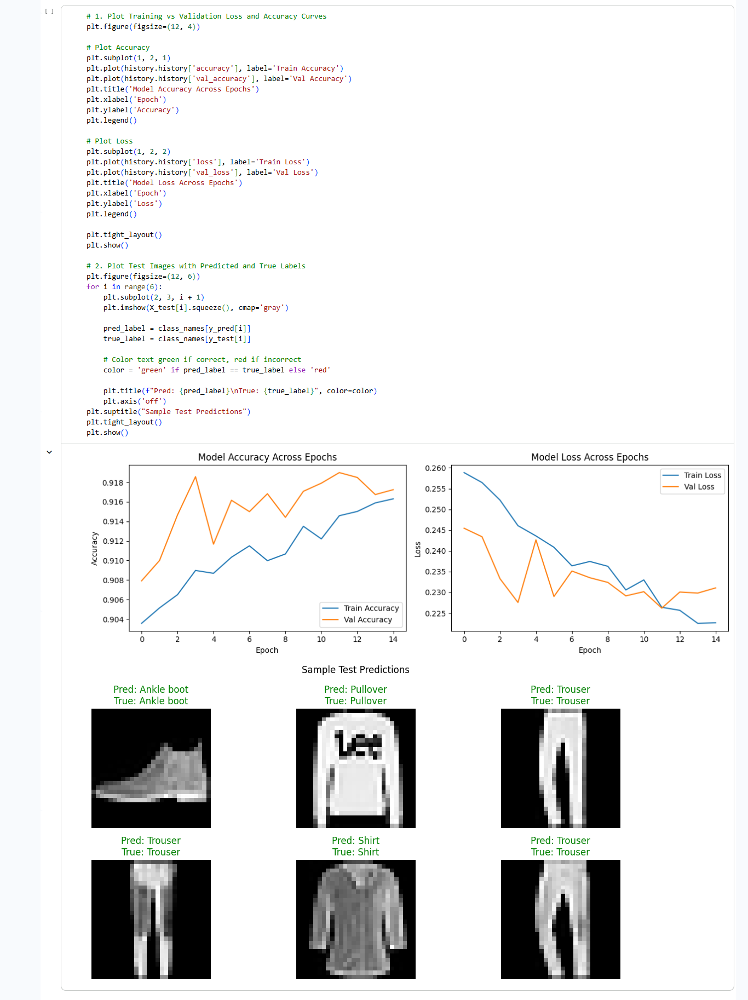 [ ]
# 1. Plot Training vs Validation Loss and Accuracy Curves
plt.figure(figsize=(12, 4))
# Plot Accuracy
plt.subplot(1, 2, 1)
plt.plot(history.history['accuracy'], label='Train Accuracy')
plt.plot(history.history['val_accuracy'], label='Val Accuracy')
plt.title('Model Accuracy Across Epochs')
plt.xlabel('Epoch')
plt.ylabel('Accuracy')
plt.legend()
# Plot Loss
plt.subplot(1, 2, 2)
plt.plot(history.history['loss'], label='Train Loss')
plt.plot(history.history['val_loss'], label='Val Loss')
plt.title('Model Loss Across Epochs')
plt.xlabel('Epoch')
plt.ylabel('Loss')
plt.legend()
plt.tight_layout()
plt.show()
# 2. Plot Test Images with Predicted and True Labels
plt.figure(figsize=(12, 6))
for i in range(6):
    plt.subplot(2, 3, i + 1)
    plt.imshow(X_test[i].squeeze(), cmap='gray')
    pred_label = class_names[y_pred[i]]
    true_label = class_names[y_test[i]]
    # Color text green if correct, red if incorrect
    color = 'green' if pred_label == true_label else 'red'
    plt.title(f"Pred: {pred_label}\nTrue: {true_label}", color=color)
    plt.axis('off')
plt.suptitle("Sample Test Predictions")
plt.tight_layout()
plt.show()
Model Accuracy Across Epochs
0.918
0.916
0.914
0.912
0.910
0.908
0.906
0.904
Accuracy
Train Accuracy
Val Accuracy
0 2 4 6 8 10 12 14
Epoch
Model Loss Across Epochs
0.260
0.255
0.250
0.245
0.240
0.235
0.230
0.225
Loss
Train Loss
Val Loss
0 2 4 6 8 10 12 14
Epoch
Sample Test Predictions
Pred: Ankle boot
True: Ankle boot
Pred: Pullover
True: Pullover
Pred: Trouser
True: Trouser
Pred: Trouser
True: Trouser
Pred: Shirt
True: Shirt
Pred: Trouser
True: Trouser